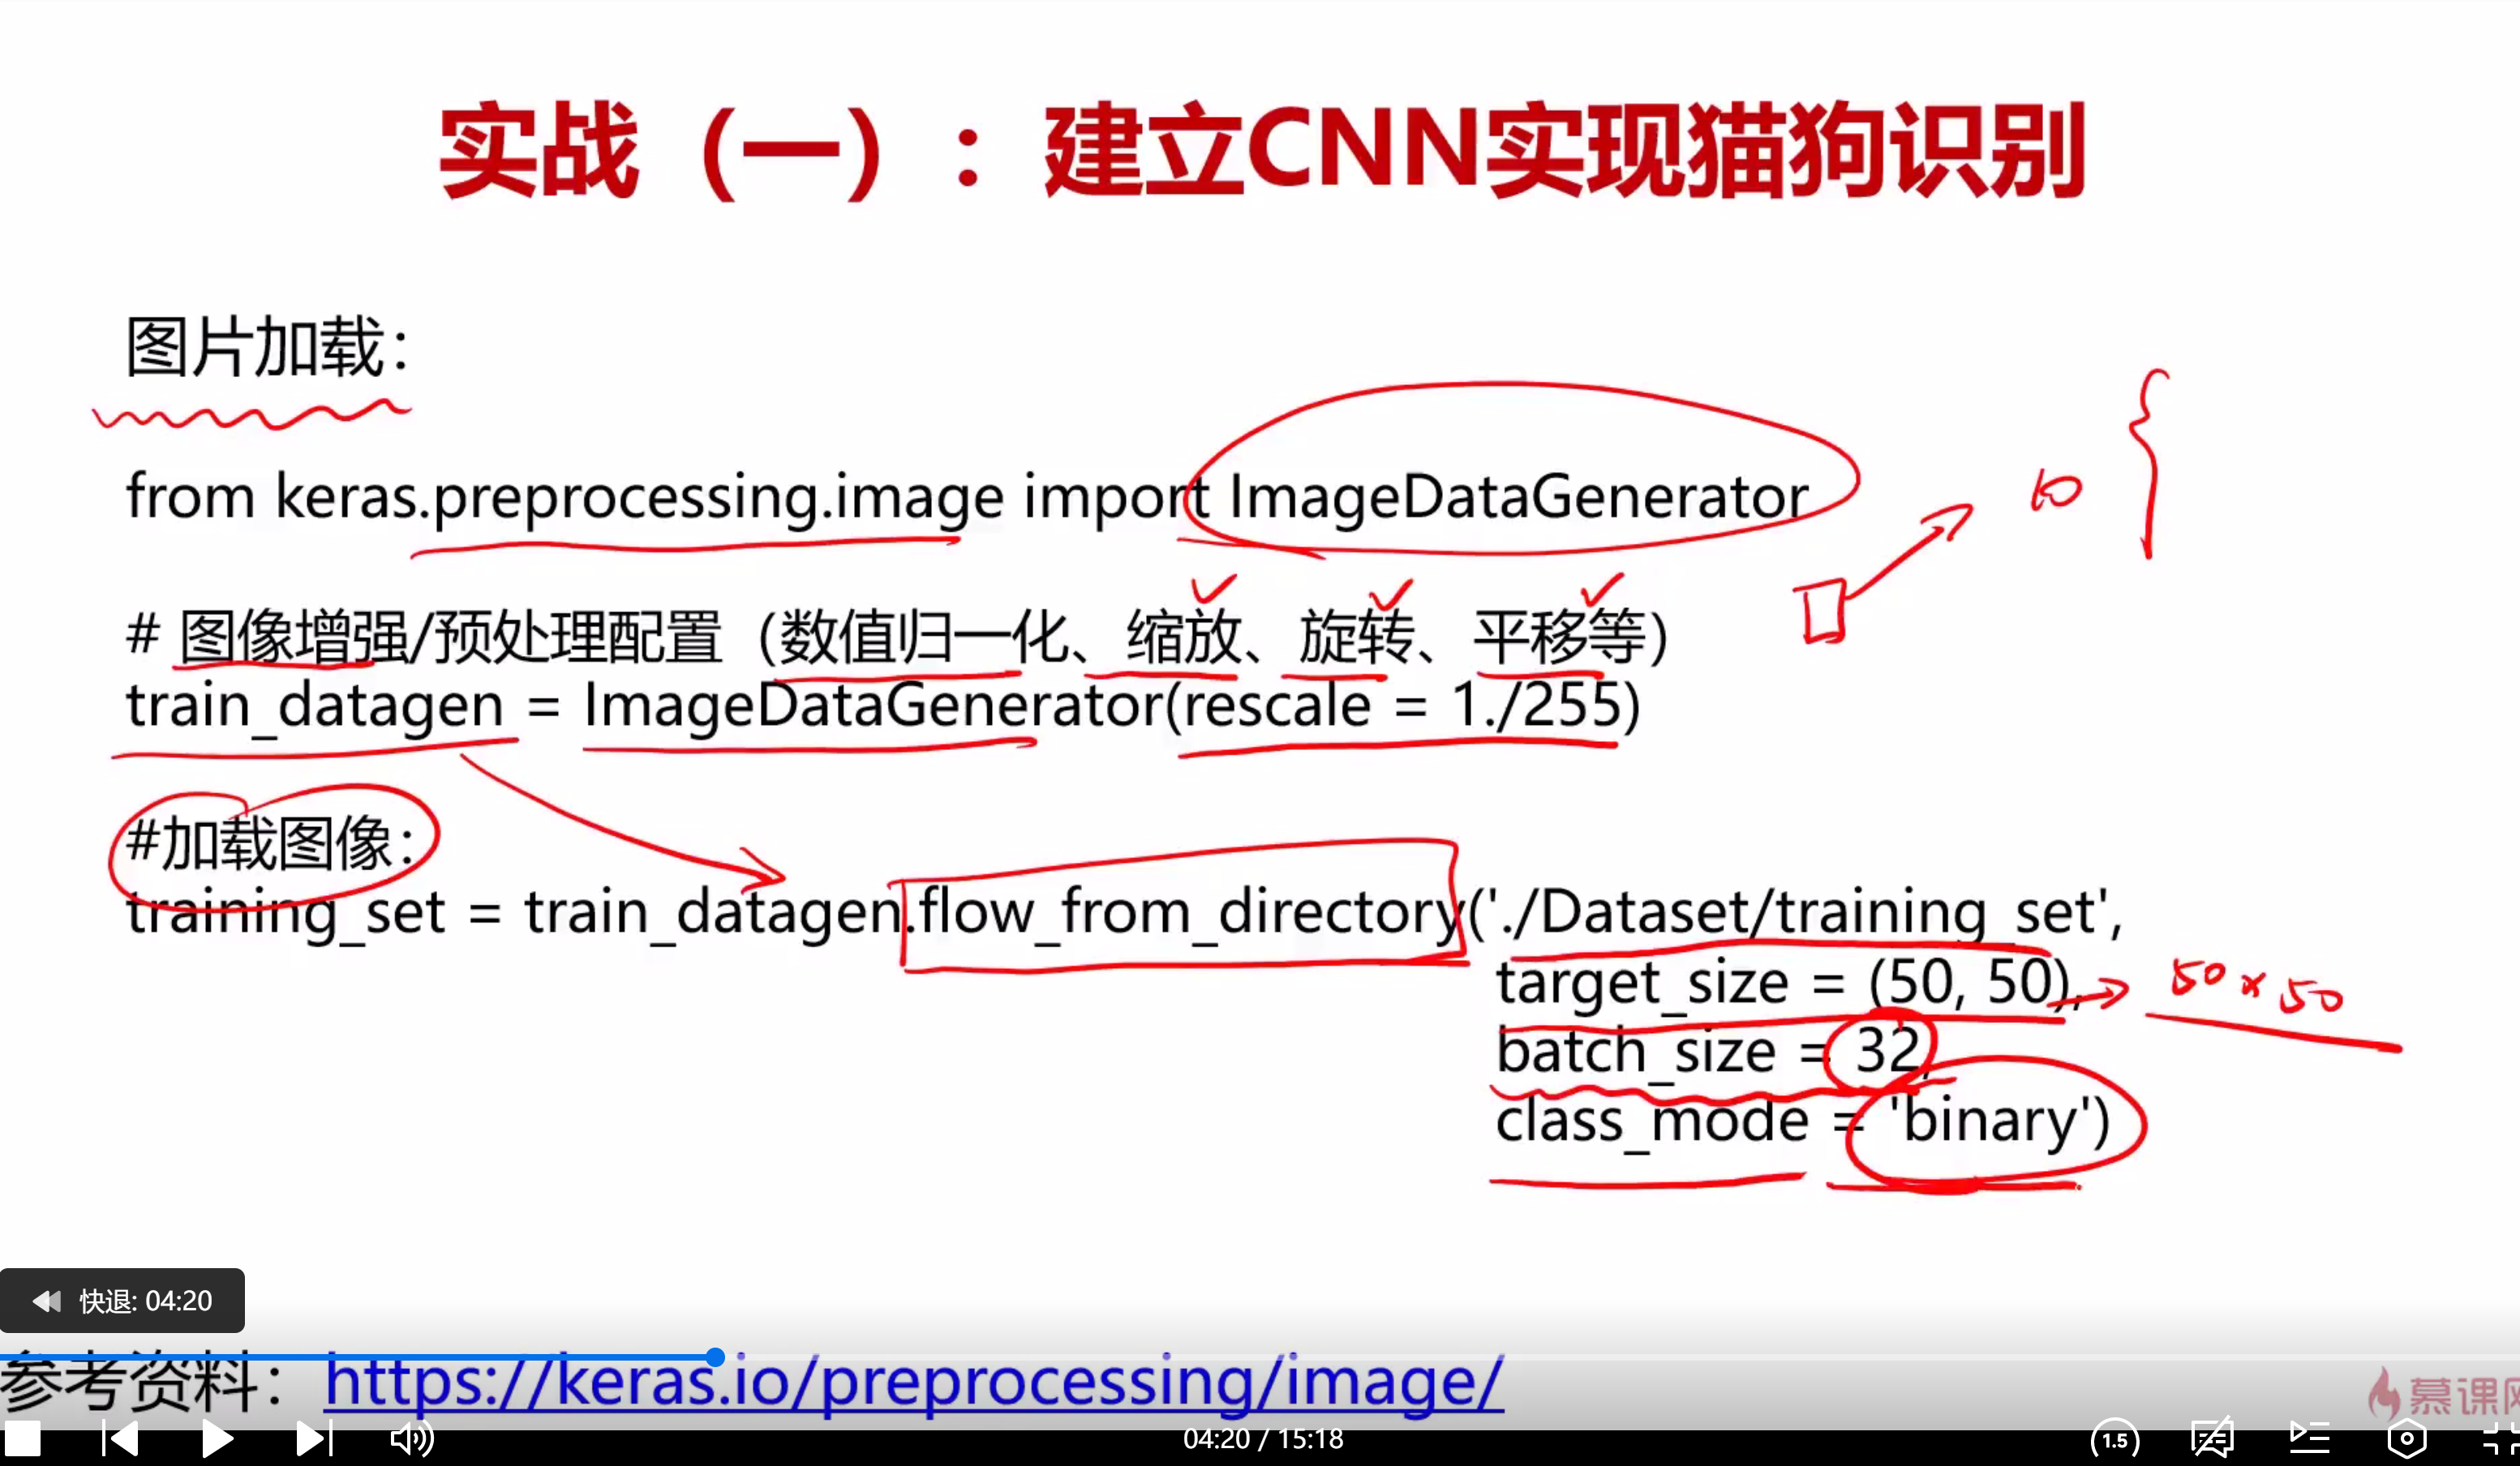 实战（一）：建立CNN实现猫狗识别
图片加载：
from keras.preprocessing.image import ImageDataGenerator
10
# 图像增强/预处理配置（数值归一化、缩放、旋转、平移等）
train_datagen = ImageDataGenerator(rescale = 1./255)
#加载图像：
training_set = train_datagen.flow_from_directory('./Dataset/training_set',
target_size = (50, 50),
50×50
batch_size = 32,
class_mode = 'binary')
快退: 04:20
参考资料：https://keras.io/preprocessing/image/
慕课网
04:20 / 15:18
1.5